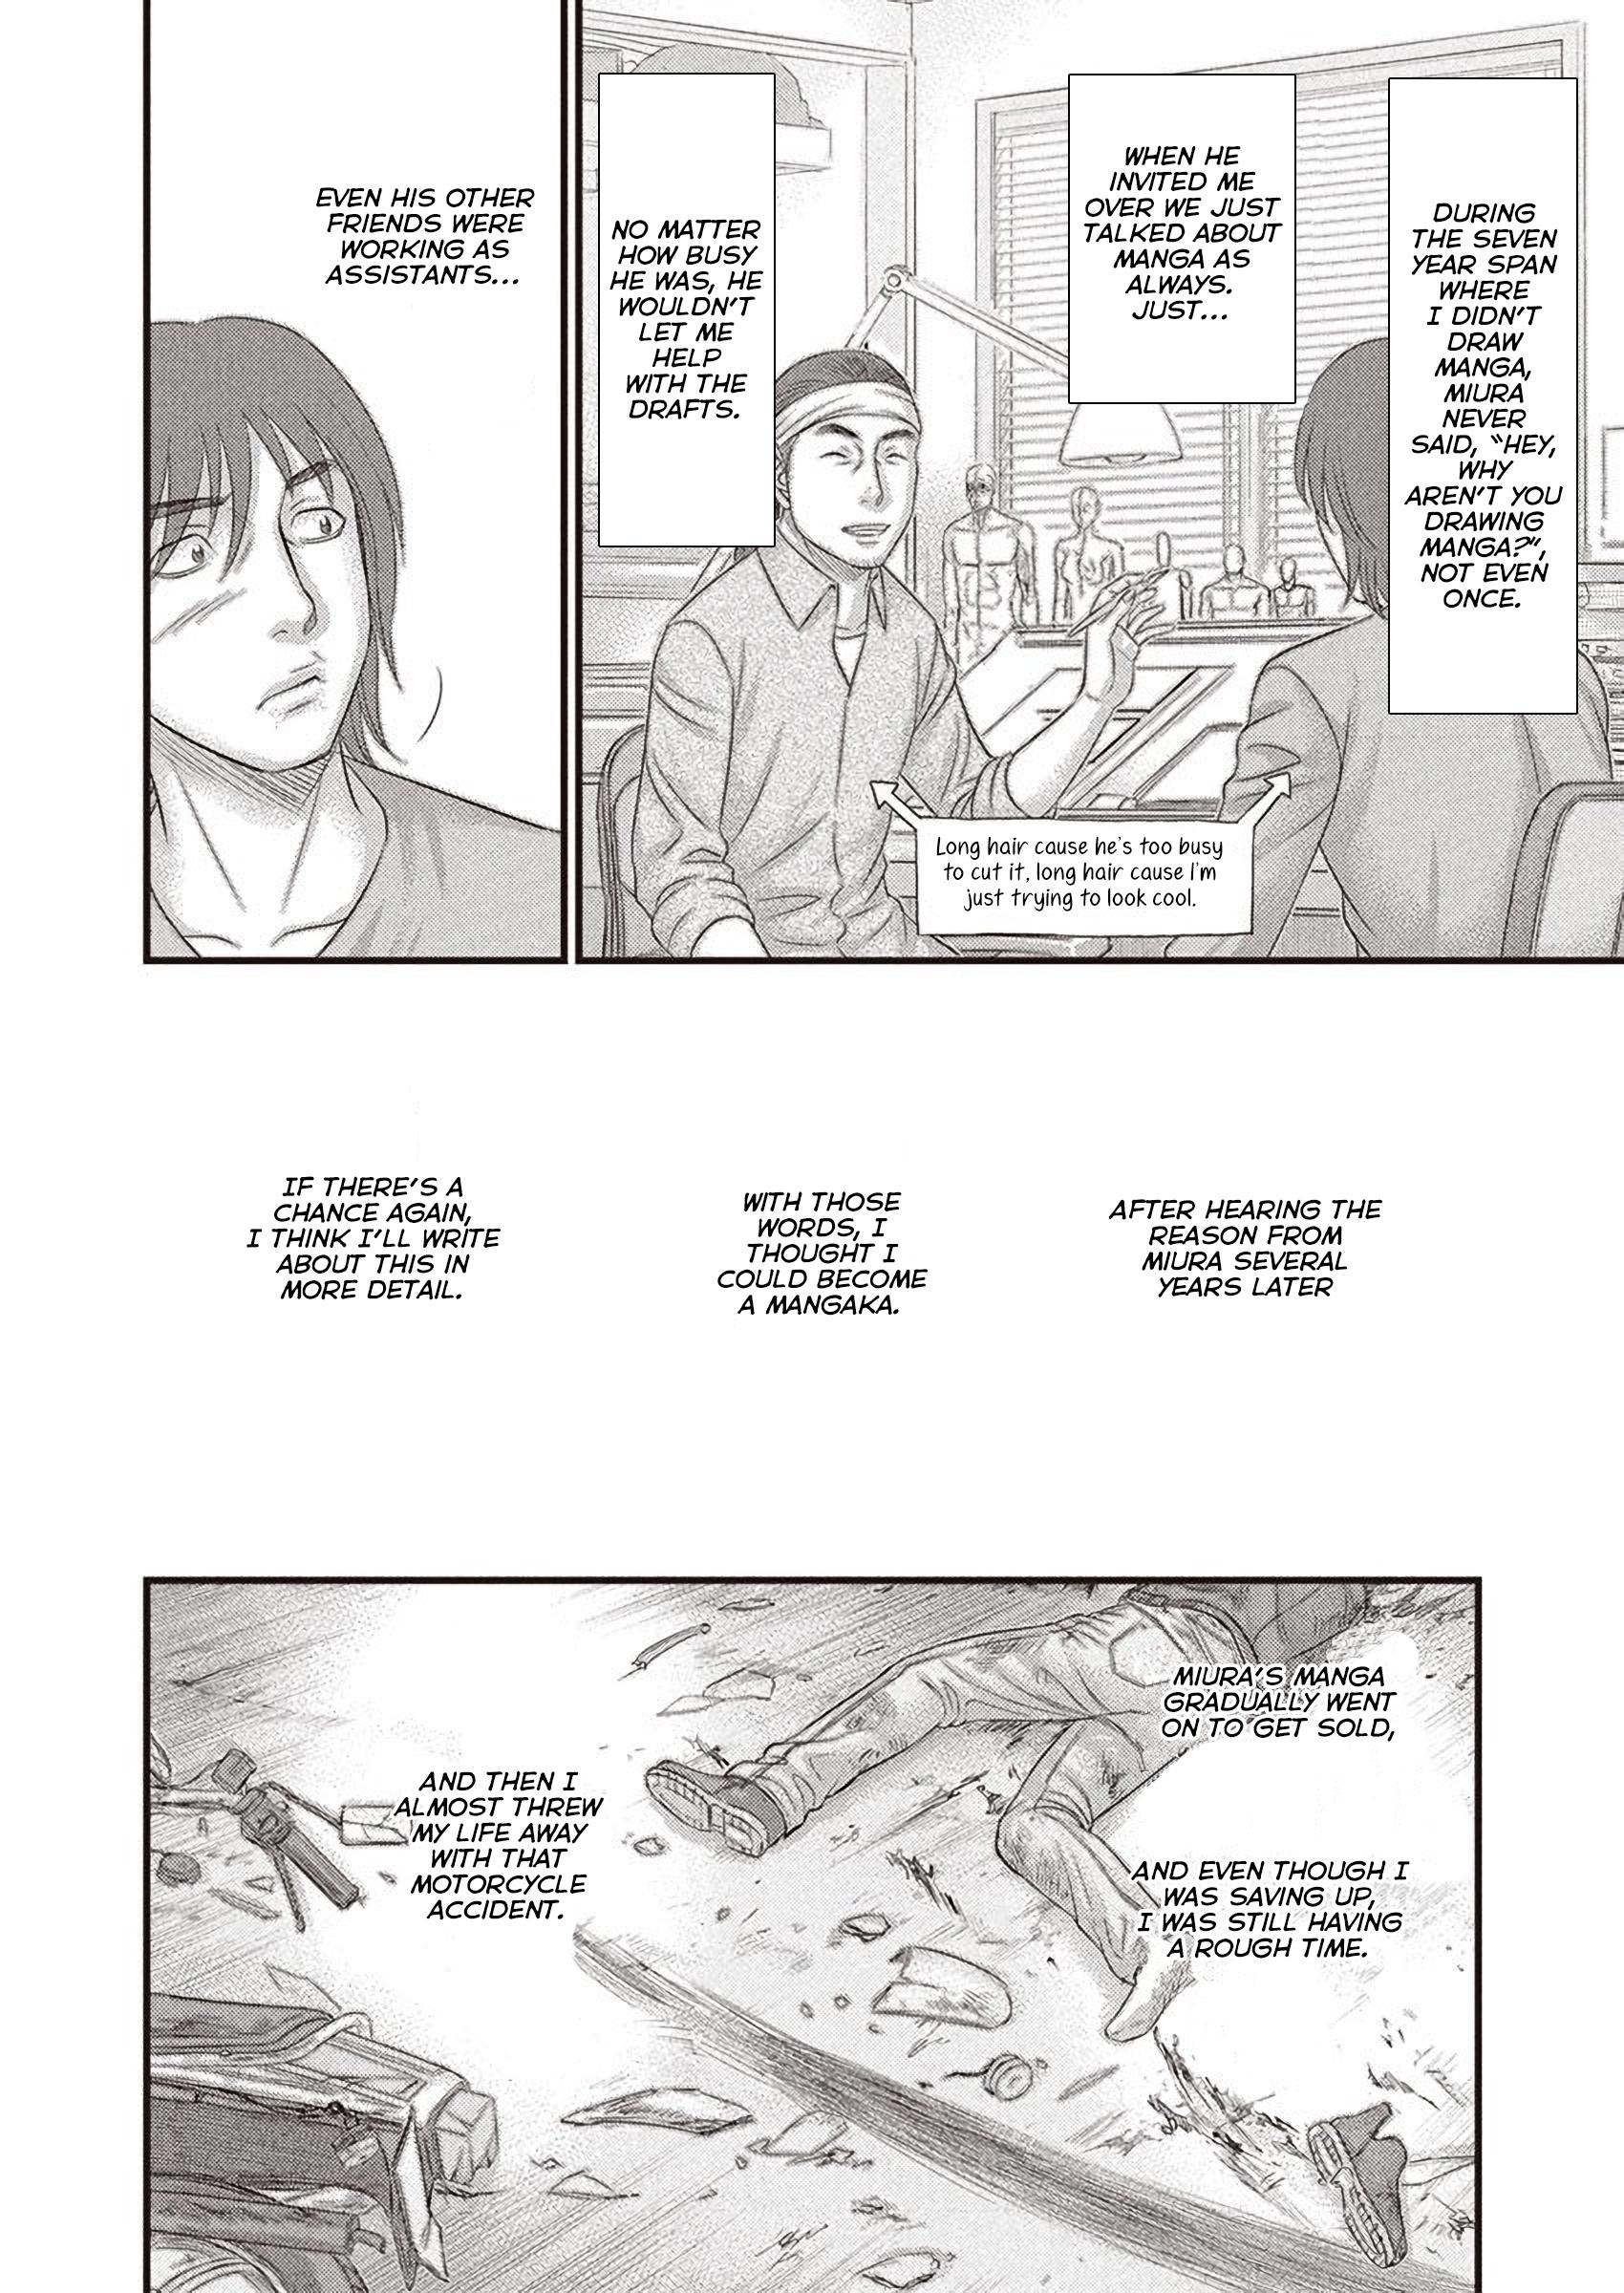 DURING
THE SEVEN
YEAR SPAN
WHERE
I DIDN'T
DRAW
MANGA,
MIURA
NEVER
SAID, "HEY,
WHY
AREN'T YOU
DRAWING
MANGA?",
NOT EVEN
ONCE.
WHEN HE
INVITED ME
OVER WE JUST
TALKED ABOUT
MANGA AS
ALWAYS.
JUST...
NO MATTER
HOW BUSY
HE WAS, HE
WOULDN'T
LET ME
HELP
WITH THE
DRAFTS.
Long hair cause he's too busy
to cut it, long hair cause I'm
just trying to look cool.
EVEN HIS OTHER
FRIENDS WERE
WORKING AS
ASSISTANTS...
AFTER HEARING THE
REASON FROM
MIURA SEVERAL
YEARS LATER
WITH THOSE
WORDS, I
THOUGHT I
COULD BECOME
A MANGAKA.
IF THERE'S A
CHANCE AGAIN,
I THINK I'LL WRITE
ABOUT THIS IN
MORE DETAIL.
MIURA'S MANGA
GRADUALLY WENT
ON TO GET SOLD,
AND EVEN THOUGH I
WAS SAVING UP,
I WAS STILL HAVING
A ROUGH TIME.
AND THEN I
ALMOST THREW
MY LIFE AWAY
WITH THAT
MOTORCYCLE
ACCIDENT.